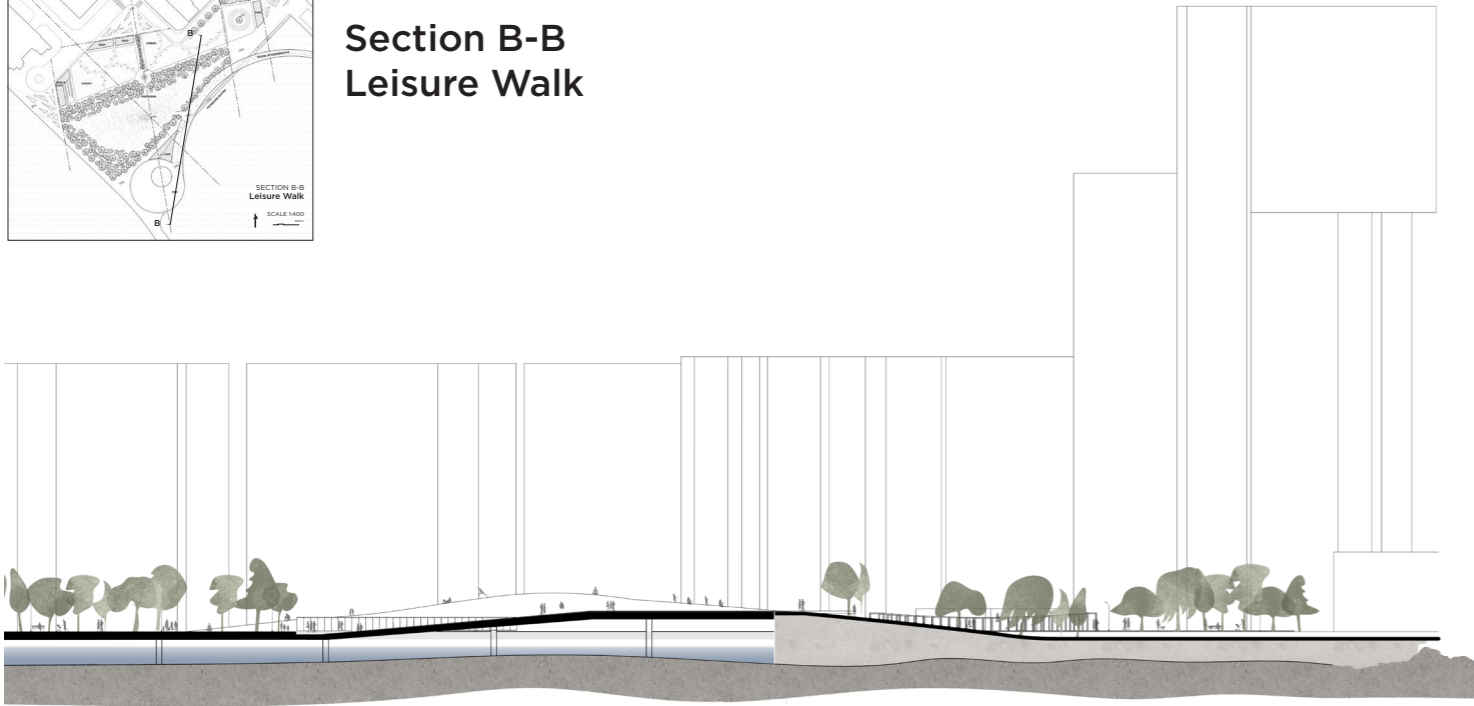 Section B-B
Leisure Walk
B
SECTION B-B
Leisure Walk
B
SCALE 1:400